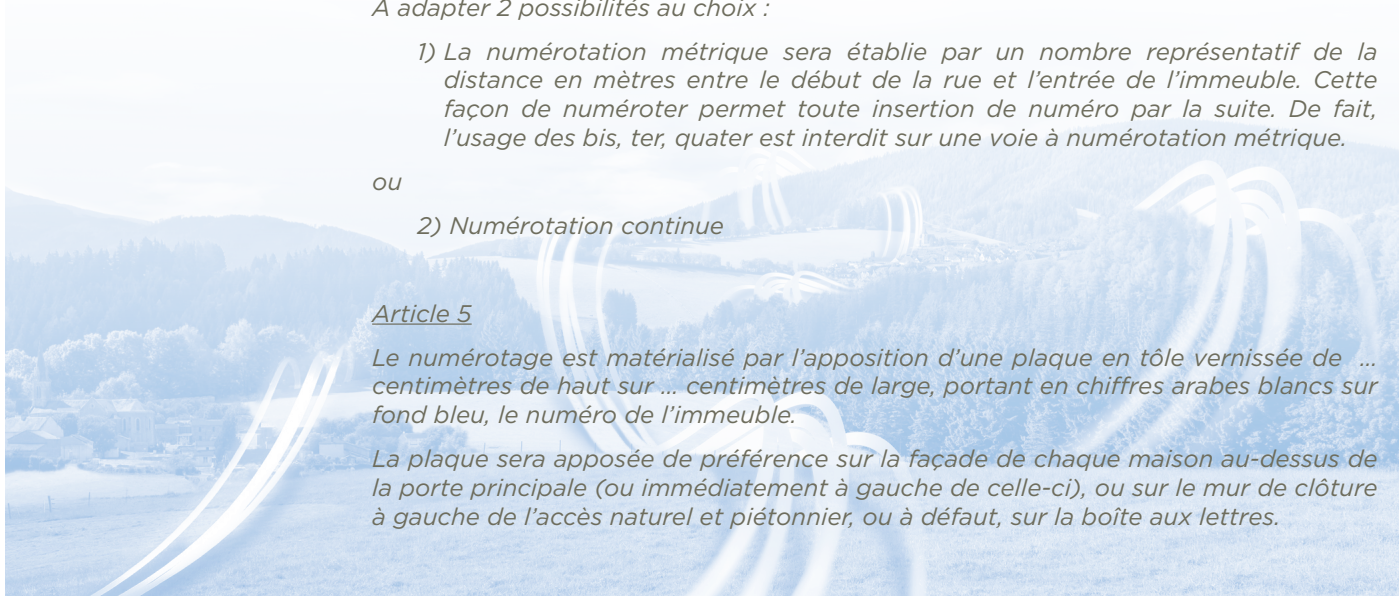 A adapter 2 possibilités au choix :
1) La numérotation métrique sera établie par un nombre représentatif de la
distance en mètres entre le début de la rue et l’entrée de l’immeuble. Cette
façon de numéroter permet toute insertion de numéro par la suite. De fait,
l’usage des bis, ter, quater est interdit sur une voie à numérotation métrique.
ou
2) Numérotation continue
Article 5
Le numérotage est matérialisé par l’apposition d’une plaque en tôle vernissée de ...
centimètres de haut sur ... centimètres de large, portant en chiffres arabes blancs sur
fond bleu, le numéro de l’immeuble.
La plaque sera apposée de préférence sur la façade de chaque maison au-dessus de
la porte principale (ou immédiatement à gauche de celle-ci), ou sur le mur de clôture
à gauche de l’accès naturel et piétonnier, ou à défaut, sur la boîte aux lettres.